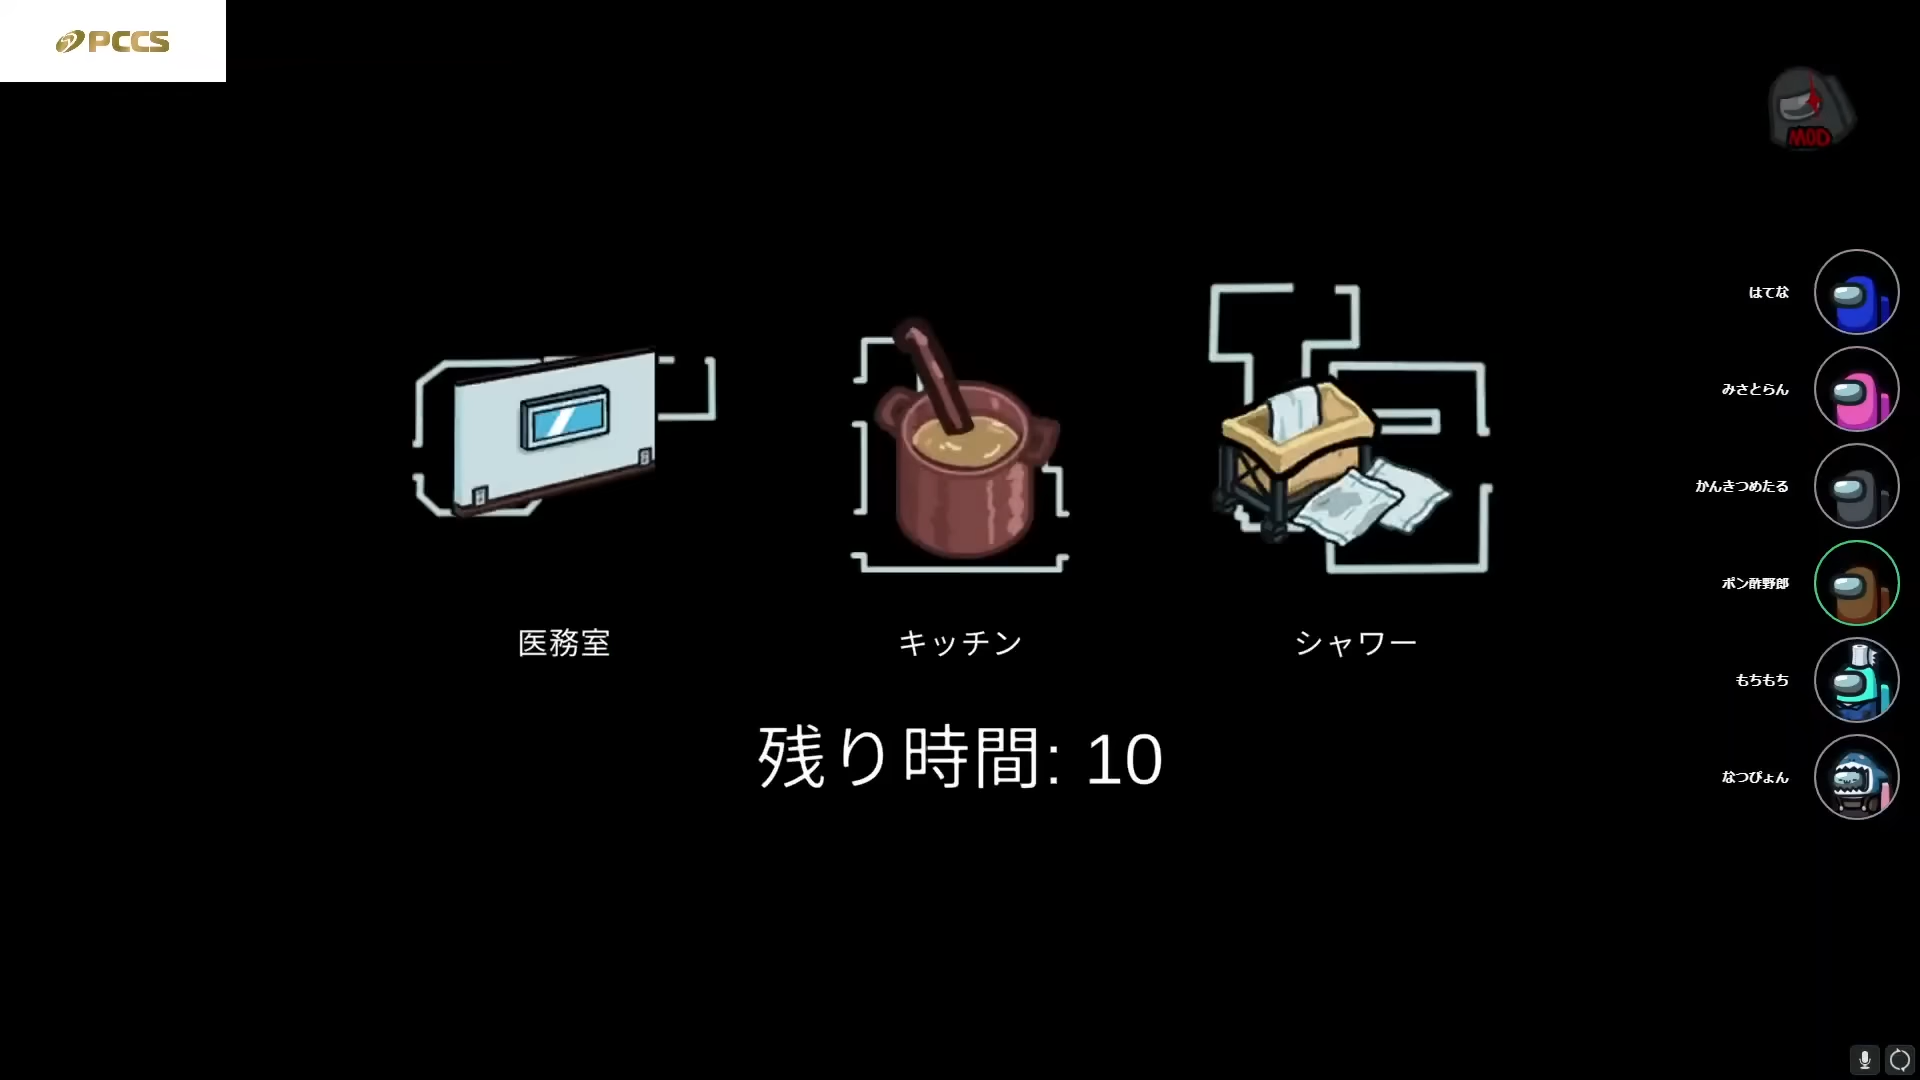 PCCS
MOD
はてな
みさとらん
かんきつめたる
ポン酢野郎
もちもち
なつぴょん
医務室
キッチン
シャワー
残り時間: 10